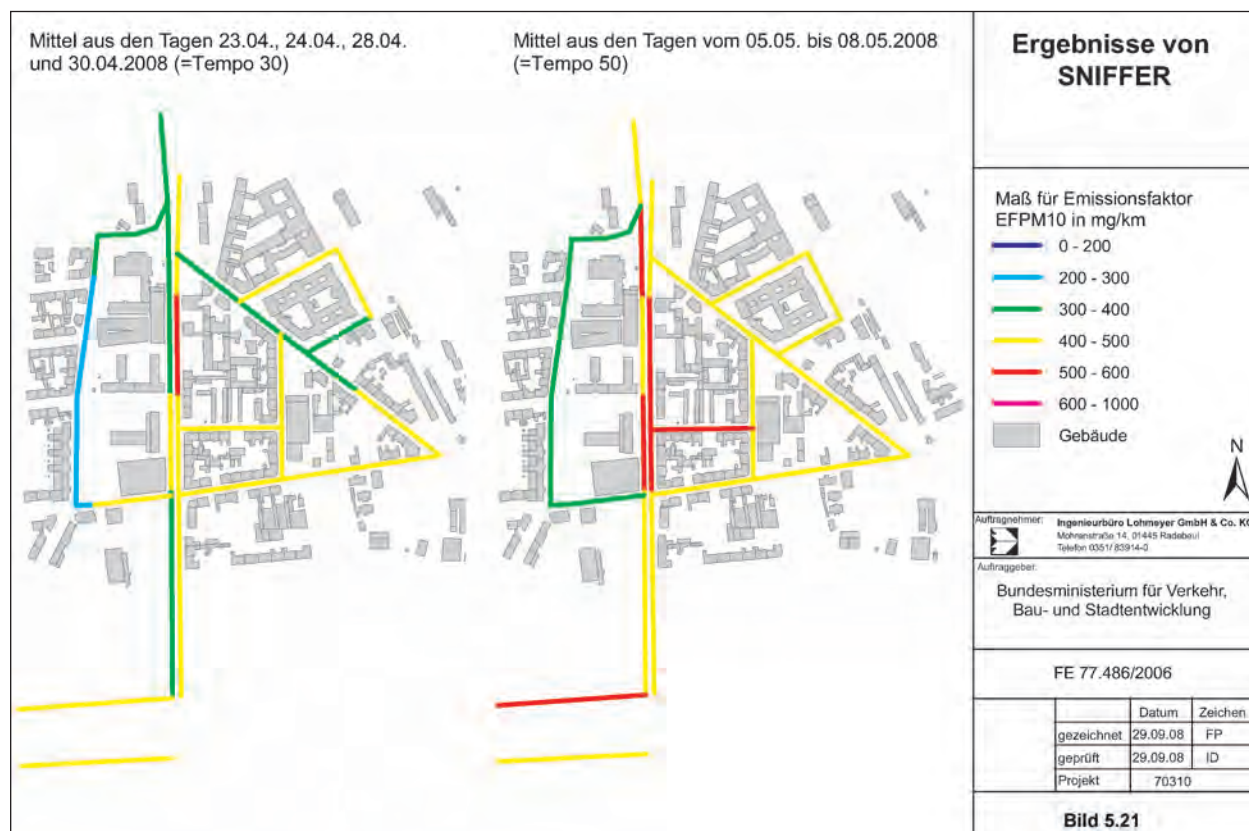 Mittel aus den Tagen 23.04., 24.04., 28.04.
und 30.04.2008 (=Tempo 30)
Mittel aus den Tagen vom 05.05. bis 08.05.2008
(=Tempo 50)
Ergebnisse von
SNIFFER
Maß für Emissionsfaktor
EFPM10 in mg/km
0 - 200
200 - 300
300 - 400
400 - 500
500 - 600
600 - 1000
Gebäude
N
Auftragnehmer:
Ingenieurbüro Lohmeyer GmbH & Co. KG
Mohrenstraße 14, 01445 Radebeul
Telefon 0351/ 83914-0
Auftraggeber:
Bundesministerium für Verkehr,
Bau- und Stadtentwicklung
FE 77.486/2006
Datum Zeichen
gezeichnet 29.09.08 FP
geprüft 29.09.08 ID
Projekt 70310
Bild 5.21